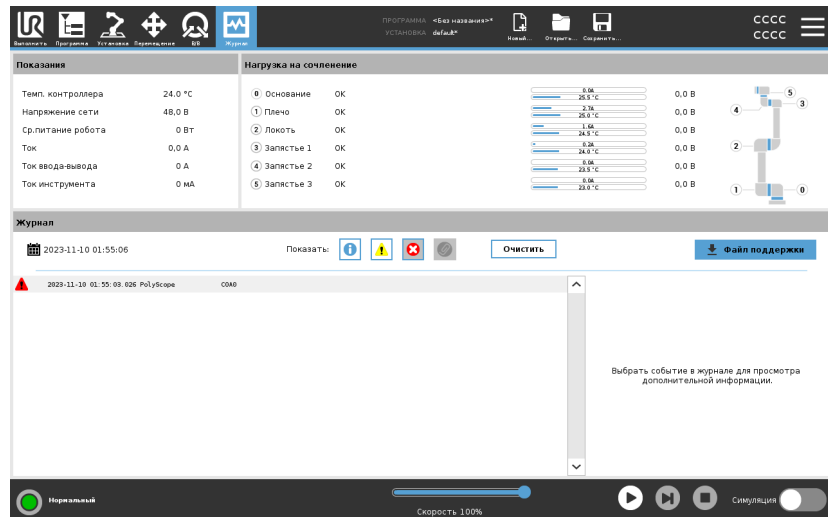 ПРОГРАММА <Без названия>*
УСТАНОВКА default*
Выполнить Программа Установка Перемещение В/В Журнал
Новый... Открыть... Сохранить...
CCCC
CCCC
Показания
Нагрузка на сочленение
Темп. контроллера 24.0 °C
0 Основание OK 0.0A 25.5 °C 0,0 В
Напряжение сети 48,0 В
1 Плечо OK 2.7A 25.0 °C 0,0 В
Ср.питание робота 0 Вт
2 Локоть OK 1.6A 24.5 °C 0,0 В
Ток 0,0 А
3 Запястье 1 OK 0.2A 24.0 °C 0,0 В
Ток ввода-вывода 0 А
4 Запястье 2 OK 0.0A 23.5 °C 0,0 В
Ток инструмента 0 мА
5 Запястье 3 OK 0.0A 23.0 °C 0,0 В
5
4 3
2
1 0
Журнал
2023-11-10 01:55:06 Показать: Очистить Файл поддержки
2023-11-10 01:55:03.026 PolyScope C0A0
Выбрать событие в журнале для просмотра
дополнительной информации.
Нормальный
Скорость 100%
Симуляция